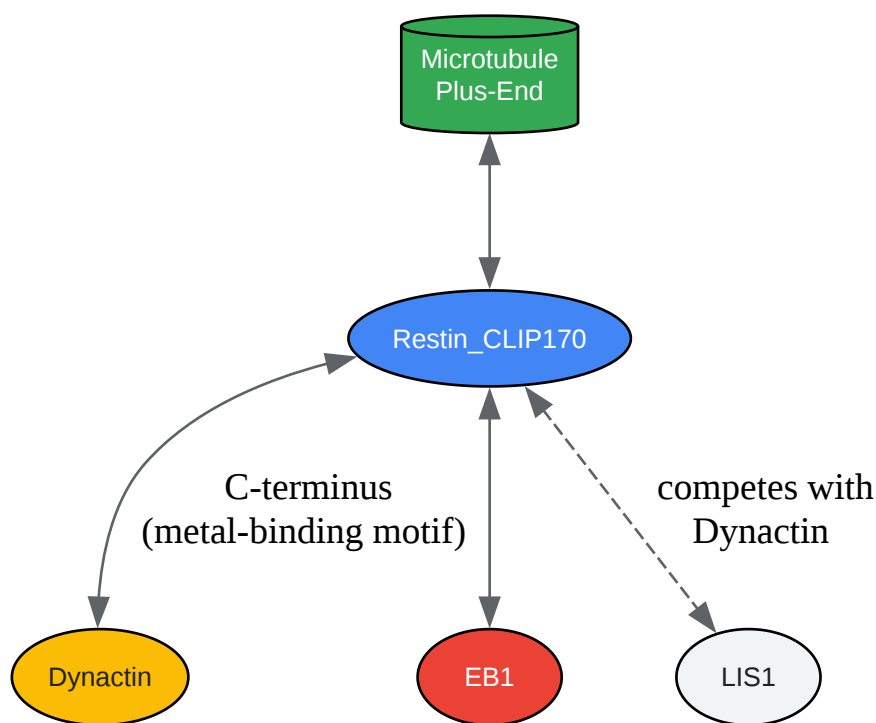 Microtubule
Plus-End
Restin_CLIP170
C-terminus
(metal-binding motif)
competes with
Dynactin
Dynactin
EB1
LIS1